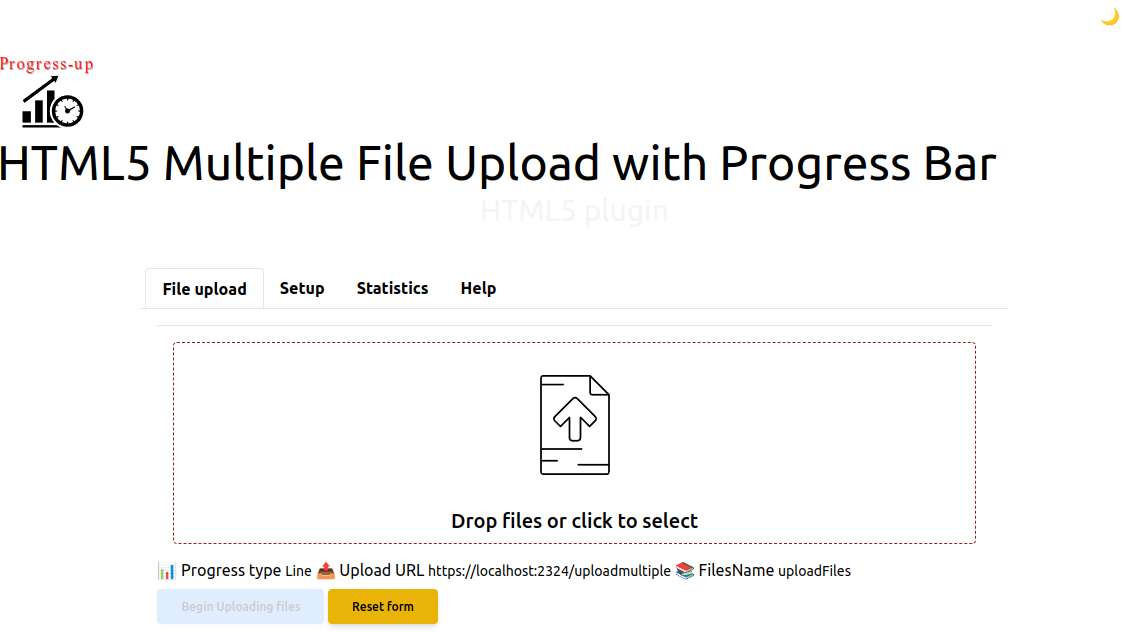 Progress-up
HTML5 Multiple File Upload with Progress Bar
HTML5 plugin
File upload Setup Statistics Help
Drop files or click to select
Progress type Line Upload URL https://localhost:2324/uploadmultiple FilesName uploadFiles
Begin Uploading files Reset form